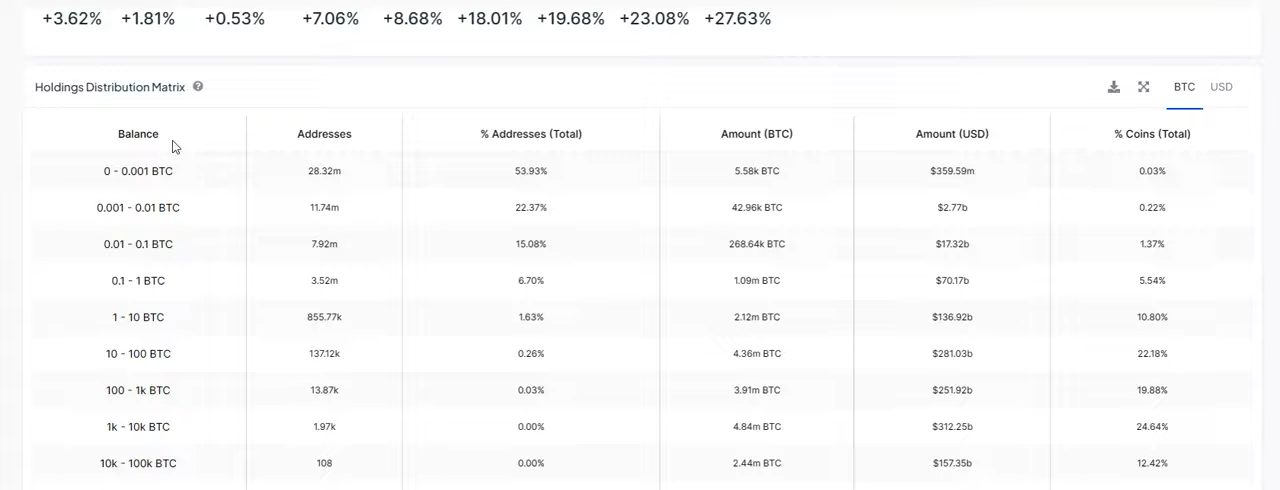 +3.62% +1.81% +0.53% +7.06% +8.68% +18.01% +19.68% +23.08% +27.63%
Holdings Distribution Matrix ? BTC USD
Balance Addresses % Addresses (Total) Amount (BTC) Amount (USD) % Coins (Total)
0 - 0.001 BTC 28.32m 53.93% 5.58k BTC $359.59m 0.03%
0.001 - 0.01 BTC 11.74m 22.37% 42.96k BTC $2.77b 0.22%
0.01 - 0.1 BTC 7.92m 15.08% 268.64k BTC $17.32b 1.37%
0.1 - 1 BTC 3.52m 6.70% 1.09m BTC $70.17b 5.54%
1 - 10 BTC 855.77k 1.63% 2.12m BTC $136.92b 10.80%
10 - 100 BTC 137.12k 0.26% 4.36m BTC $281.03b 22.18%
100 - 1k BTC 13.87k 0.03% 3.91m BTC $251.92b 19.88%
1k - 10k BTC 1.97k 0.00% 4.84m BTC $312.25b 24.64%
10k - 100k BTC 108 0.00% 2.44m BTC $157.35b 12.42%